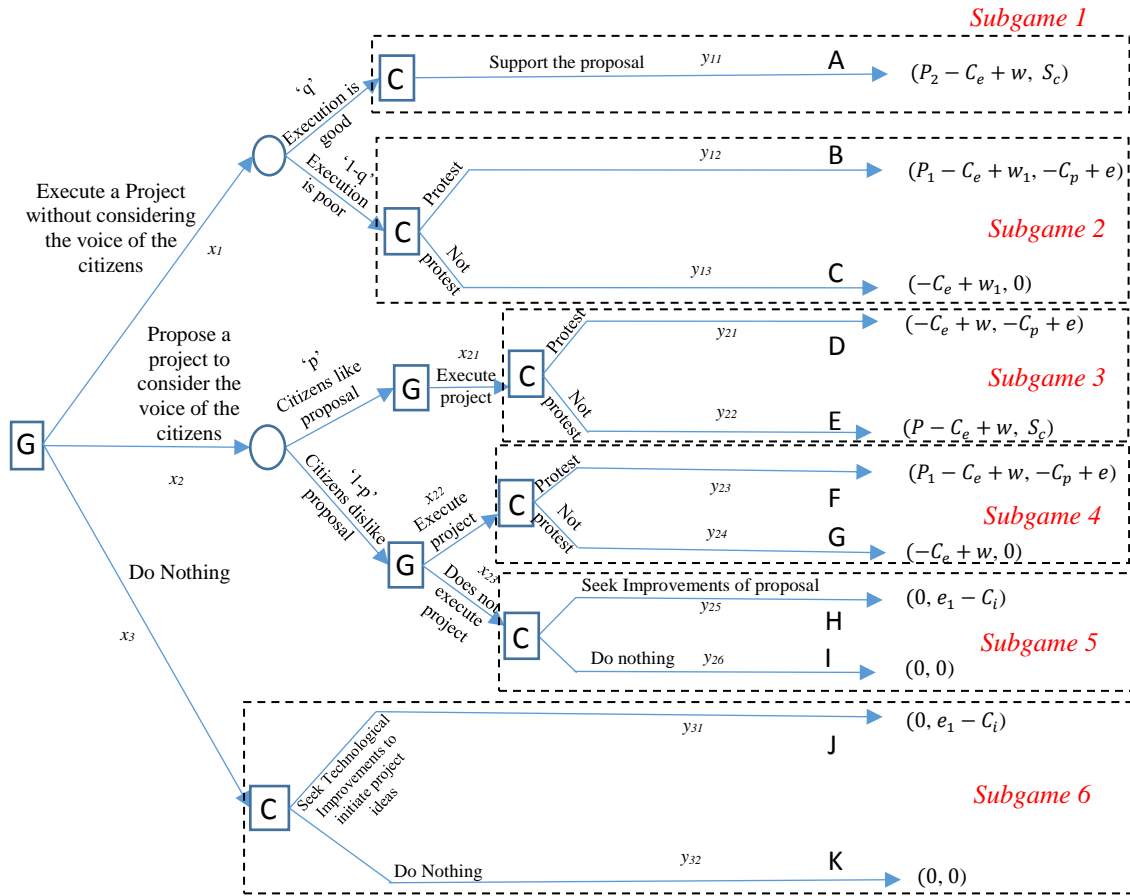 Subgame 1
C
Support the proposal
y₁₁
A
(P₂ − Cₑ + w, S_c)
'q'
Execution is
good
'1-q'
Execution
is poor
Execute a Project
without considering
the voice of the
citizens
x₁
C
Protest
y₁₂
B
(P₁ − Cₑ + w₁, −Cₚ + e)
Subgame 2
Not
protest
y₁₃
C
(−Cₑ + w₁, 0)
Propose a
project to
consider the
voice of the
citizens
x₂
'p'
Citizens like
proposal
G
x₂₁
Execute
project
C
Protest
y₂₁
D
(−Cₑ + w, −Cₚ + e)
Subgame 3
Not
protest
y₂₂
E
(P − Cₑ + w, S_c)
G
'1-p'
Citizens dislike
proposal
G
x₂₂
Execute
project
C
Protest
y₂₃
F
(P₁ − Cₑ + w, −Cₚ + e)
Subgame 4
Not
protest
y₂₄
G
(−Cₑ + w, 0)
x₂₃
Does not
execute
project
C
Seek Improvements of proposal
y₂₅
H
(0, e₁ − Cᵢ)
Subgame 5
Do nothing
y₂₆
I
(0, 0)
Do Nothing
x₃
C
Seek Technological
Improvements to
initiate project
ideas
y₃₁
J
(0, e₁ − Cᵢ)
Subgame 6
Do Nothing
y₃₂
K
(0, 0)